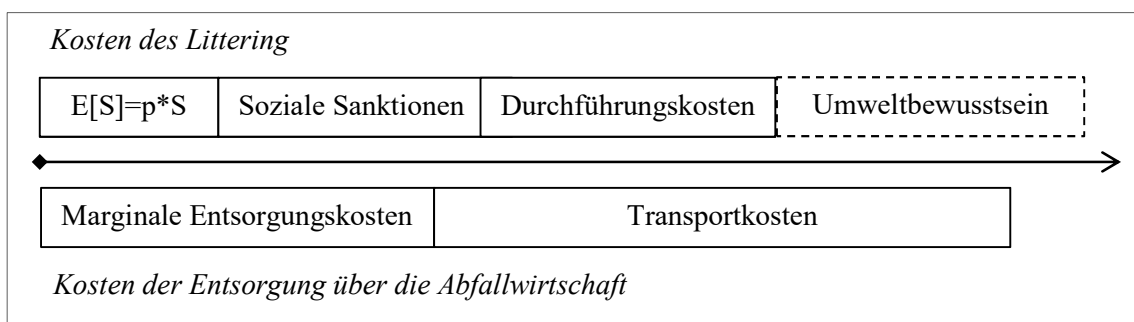 Kosten des Littering
E[S]=p*S Soziale Sanktionen Durchführungskosten Umweltbewusstsein
Marginale Entsorgungskosten Transportkosten
Kosten der Entsorgung über die Abfallwirtschaft